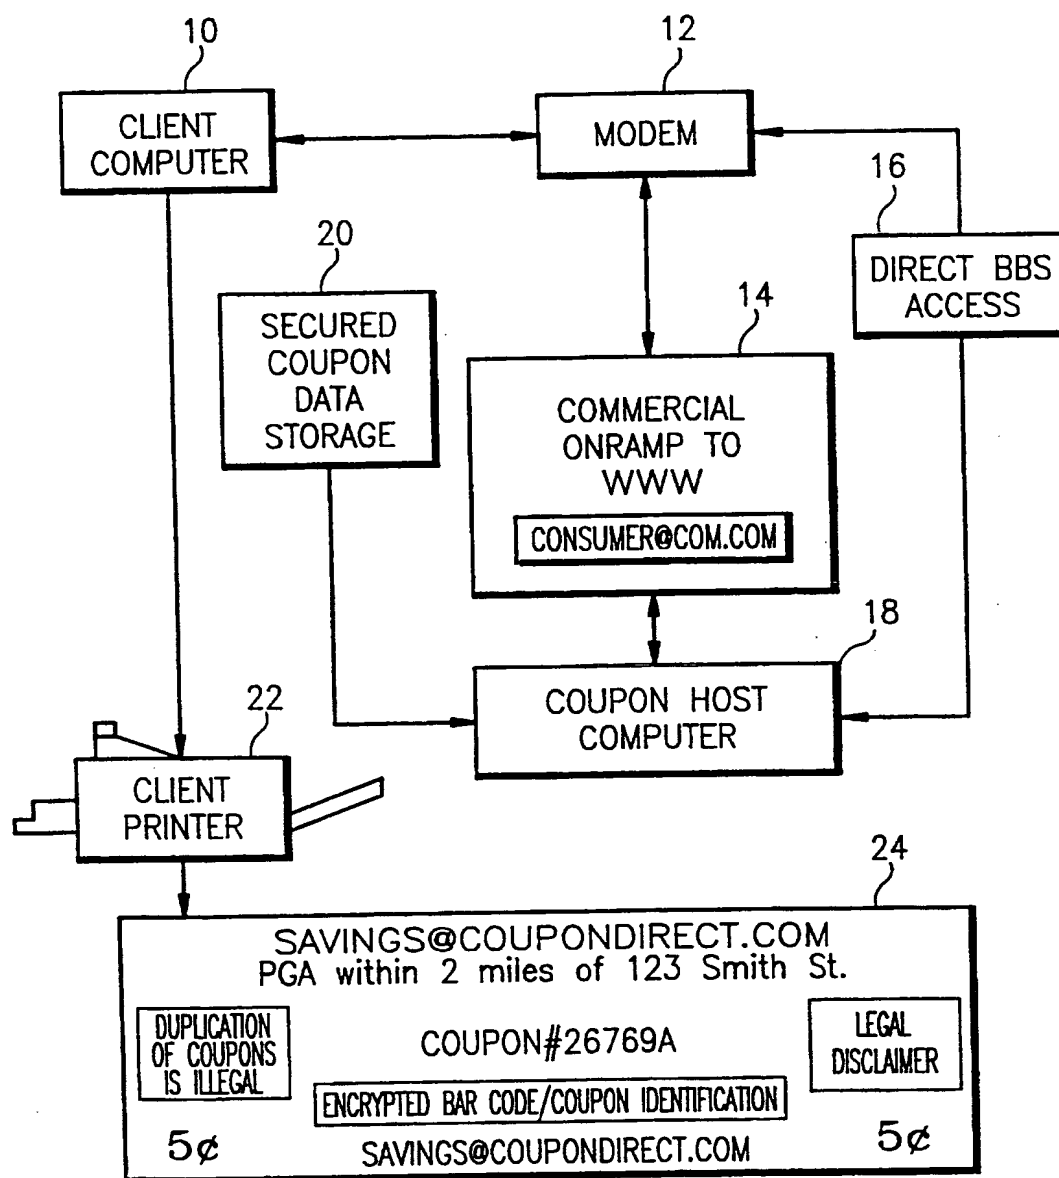 10
12
CLIENT
COMPUTER
MODEM
16
20
DIRECT BBS
ACCESS
14
SECURED
COUPON
DATA
STORAGE
COMMERCIAL
ONRAMP TO
WWW
CONSUMER@COM.COM
18
22
COUPON HOST
COMPUTER
CLIENT
PRINTER
24
SAVINGS@COUPONDIRECT.COM
PGA within 2 miles of 123 Smith St.
DUPLICATION
OF COUPONS
IS ILLEGAL
COUPON#26769A
LEGAL
DISCLAIMER
ENCRYPTED BAR CODE/COUPON IDENTIFICATION
5¢
SAVINGS@COUPONDIRECT.COM
5¢